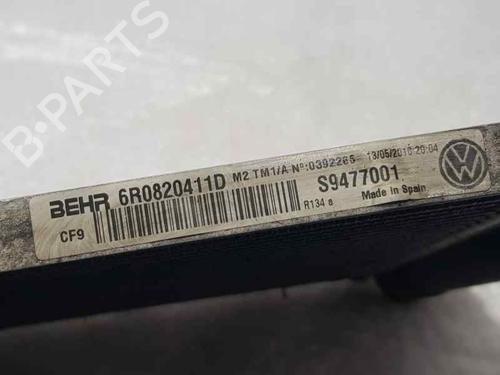 BEHR 6R0820411D M2 TM1/A Nº:0392265 13/05/2010 20:04
CF9 R134 a S9477001
Made in Spain
B-PARTS